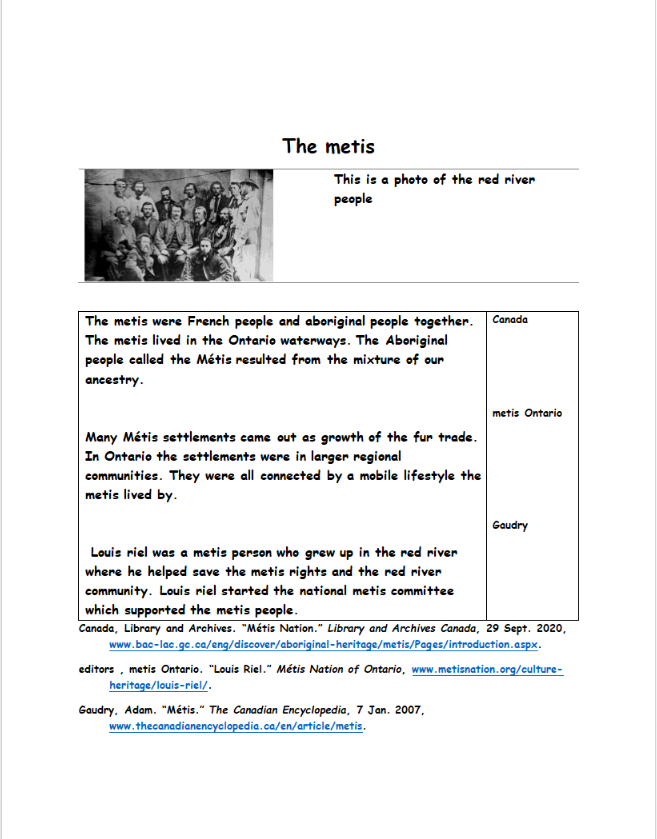 The metis
This is a photo of the red river
people
The metis were French people and aboriginal people together.
The metis lived in the Ontario waterways. The Aboriginal
people called the Métis resulted from the mixture of our
ancestry.
Canada
metis Ontario
Many Métis settlements came out as growth of the fur trade.
In Ontario the settlements were in larger regional
communities. They were all connected by a mobile lifestyle the
metis lived by.
Gaudry
Louis riel was a metis person who grew up in the red river
where he helped save the metis rights and the red river
community. Louis riel started the national metis committee
which supported the metis people.
Canada, Library and Archives. “Métis Nation.” Library and Archives Canada, 29 Sept. 2020,
www.bac-lac.gc.ca/eng/discover/aboriginal-heritage/metis/Pages/introduction.aspx.
editors , metis Ontario. “Louis Riel.” Métis Nation of Ontario, www.metisnation.org/culture-
heritage/louis-riel/.
Gaudry, Adam. “Métis.” The Canadian Encyclopedia, 7 Jan. 2007,
www.thecanadianencyclopedia.ca/en/article/metis.